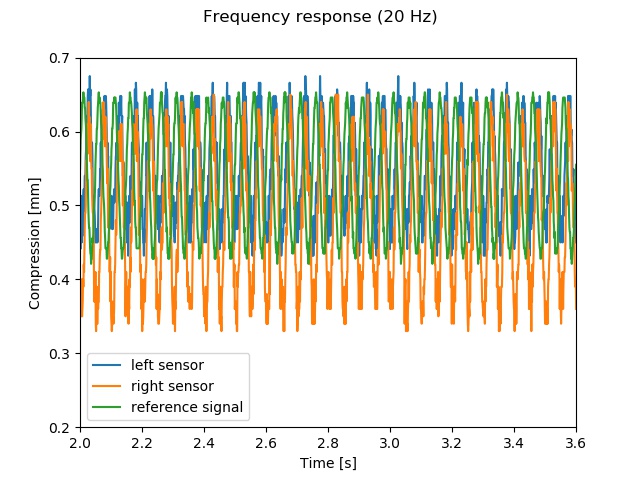 Frequency response (20 Hz)
0.7
0.6
0.5
0.4
0.3
0.2
Compression [mm]
left sensor
right sensor
reference signal
2.0 2.2 2.4 2.6 2.8 3.0 3.2 3.4 3.6
Time [s]